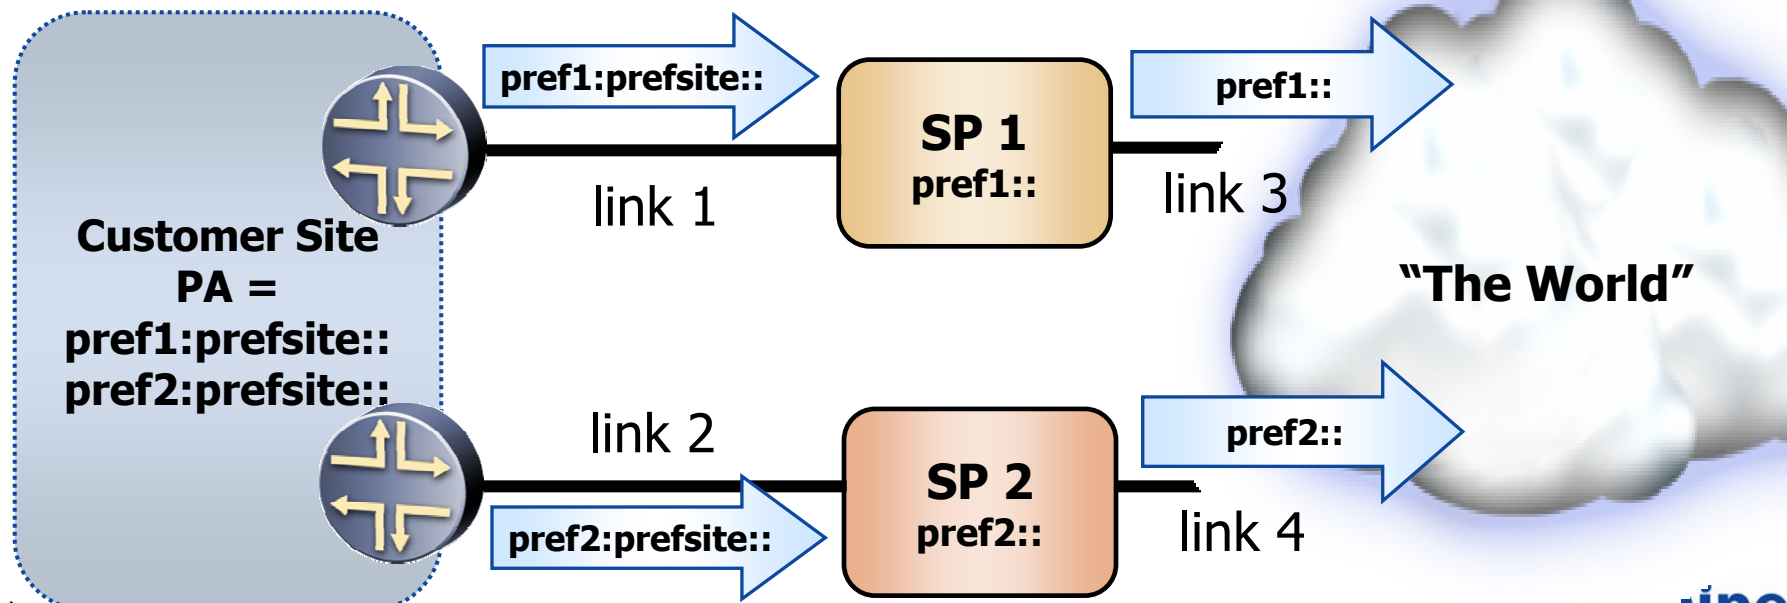 pref1:prefsite::
pref1::
SP 1
pref1::
link 1
link 3
Customer Site
PA =
pref1:prefsite::
pref2:prefsite::
“The World”
link 2
pref2::
SP 2
pref2::
pref2:prefsite::
link 4